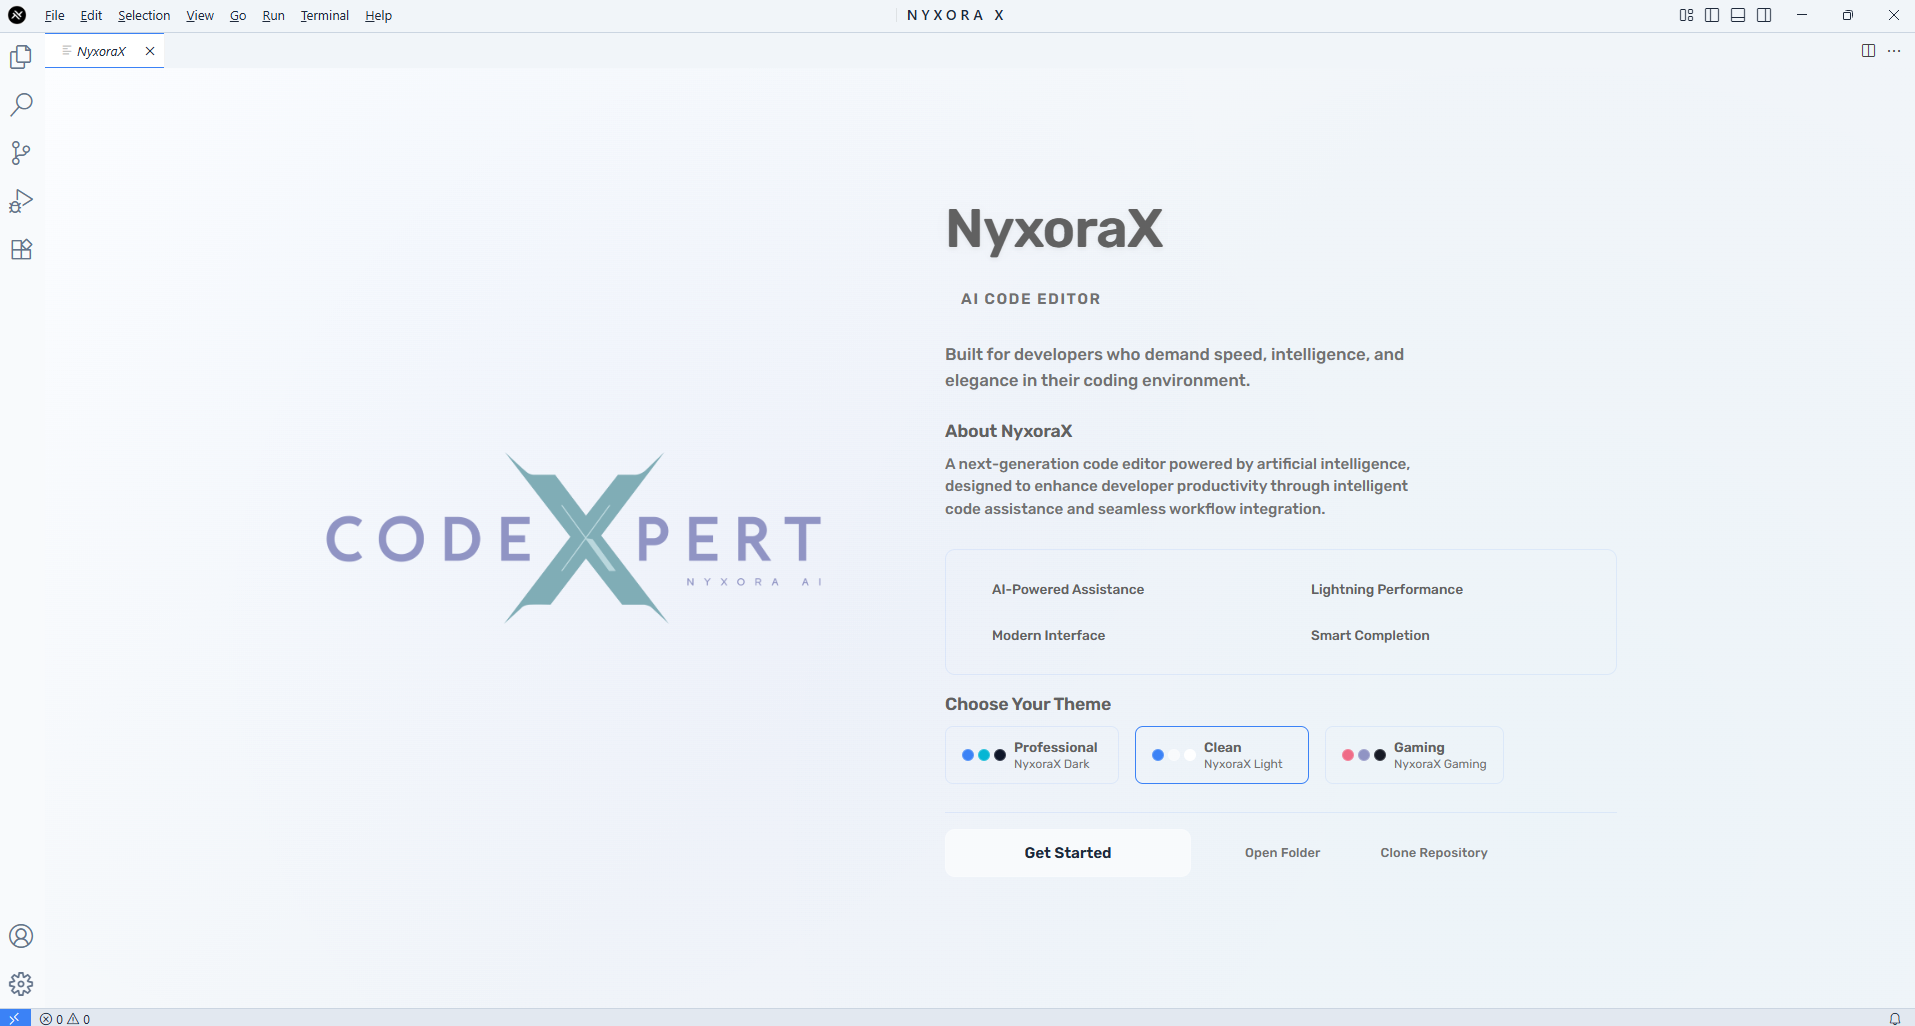 File Edit Selection View Go Run Terminal Help
NYXORA X
NyxoraX
NyxoraX
AI CODE EDITOR
Built for developers who demand speed, intelligence, and
elegance in their coding environment.
About NyxoraX
A next-generation code editor powered by artificial intelligence,
designed to enhance developer productivity through intelligent
code assistance and seamless workflow integration.
CODEXPERT
NYXORA AI
AI-Powered Assistance
Lightning Performance
Modern Interface
Smart Completion
Choose Your Theme
Professional
NyxoraX Dark
Clean
NyxoraX Light
Gaming
NyxoraX Gaming
Get Started
Open Folder
Clone Repository
0 0